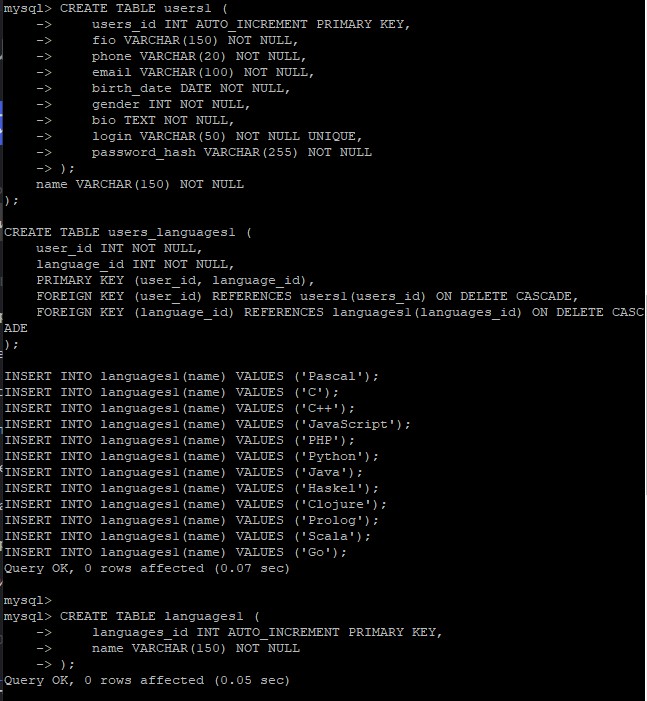 mysql> CREATE TABLE users1 (
    ->     users_id INT AUTO_INCREMENT PRIMARY KEY,
    ->     fio VARCHAR(150) NOT NULL,
    ->     phone VARCHAR(20) NOT NULL,
    ->     email VARCHAR(100) NOT NULL,
    ->     birth_date DATE NOT NULL,
    ->     gender INT NOT NULL,
    ->     bio TEXT NOT NULL,
    ->     login VARCHAR(50) NOT NULL UNIQUE,
    ->     password_hash VARCHAR(255) NOT NULL
    -> );
    name VARCHAR(150) NOT NULL
);
CREATE TABLE users_languages1 (
    user_id INT NOT NULL,
    language_id INT NOT NULL,
    PRIMARY KEY (user_id, language_id),
    FOREIGN KEY (user_id) REFERENCES users1(users_id) ON DELETE CASCADE,
    FOREIGN KEY (language_id) REFERENCES languages1(languages_id) ON DELETE CASC
ADE
);
INSERT INTO languages1(name) VALUES ('Pascal');
INSERT INTO languages1(name) VALUES ('C');
INSERT INTO languages1(name) VALUES ('C++');
INSERT INTO languages1(name) VALUES ('JavaScript');
INSERT INTO languages1(name) VALUES ('PHP');
INSERT INTO languages1(name) VALUES ('Python');
INSERT INTO languages1(name) VALUES ('Java');
INSERT INTO languages1(name) VALUES ('Haskel');
INSERT INTO languages1(name) VALUES ('Clojure');
INSERT INTO languages1(name) VALUES ('Prolog');
INSERT INTO languages1(name) VALUES ('Scala');
INSERT INTO languages1(name) VALUES ('Go');
Query OK, 0 rows affected (0.07 sec)
mysql>
mysql> CREATE TABLE languages1 (
    ->     languages_id INT AUTO_INCREMENT PRIMARY KEY,
    ->     name VARCHAR(150) NOT NULL
    -> );
Query OK, 0 rows affected (0.05 sec)